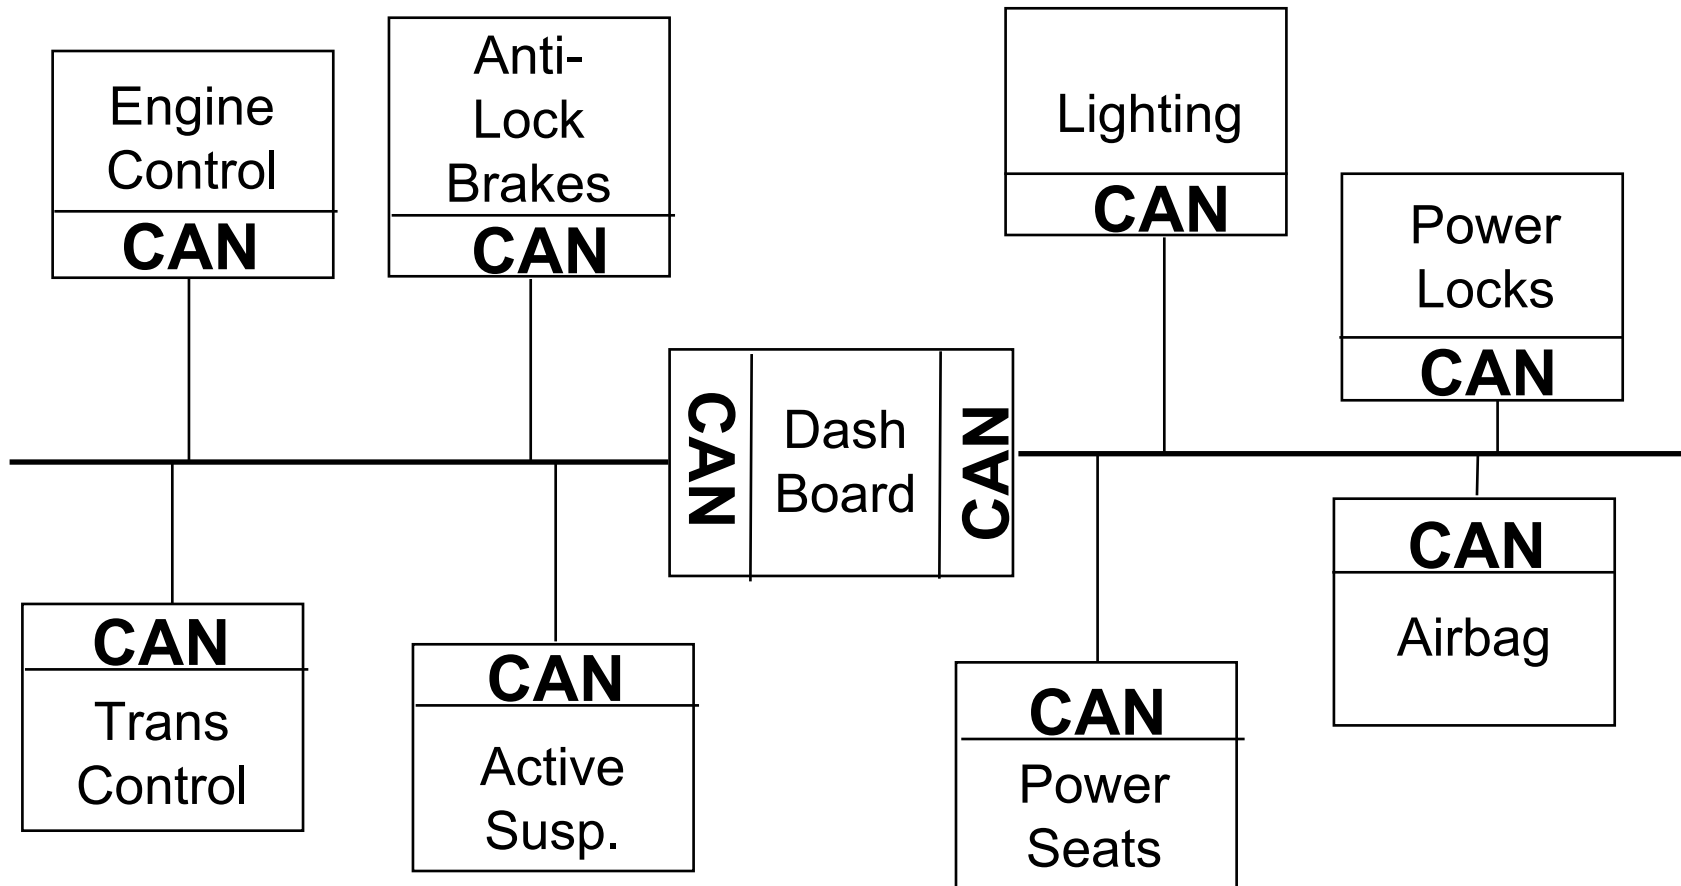 Engine
Control
CAN
Anti-
Lock
Brakes
CAN
Lighting
CAN
Power
Locks
CAN
CAN
Dash
Board
CAN
CAN
Trans
Control
CAN
Active
Susp.
CAN
Power
Seats
CAN
Airbag